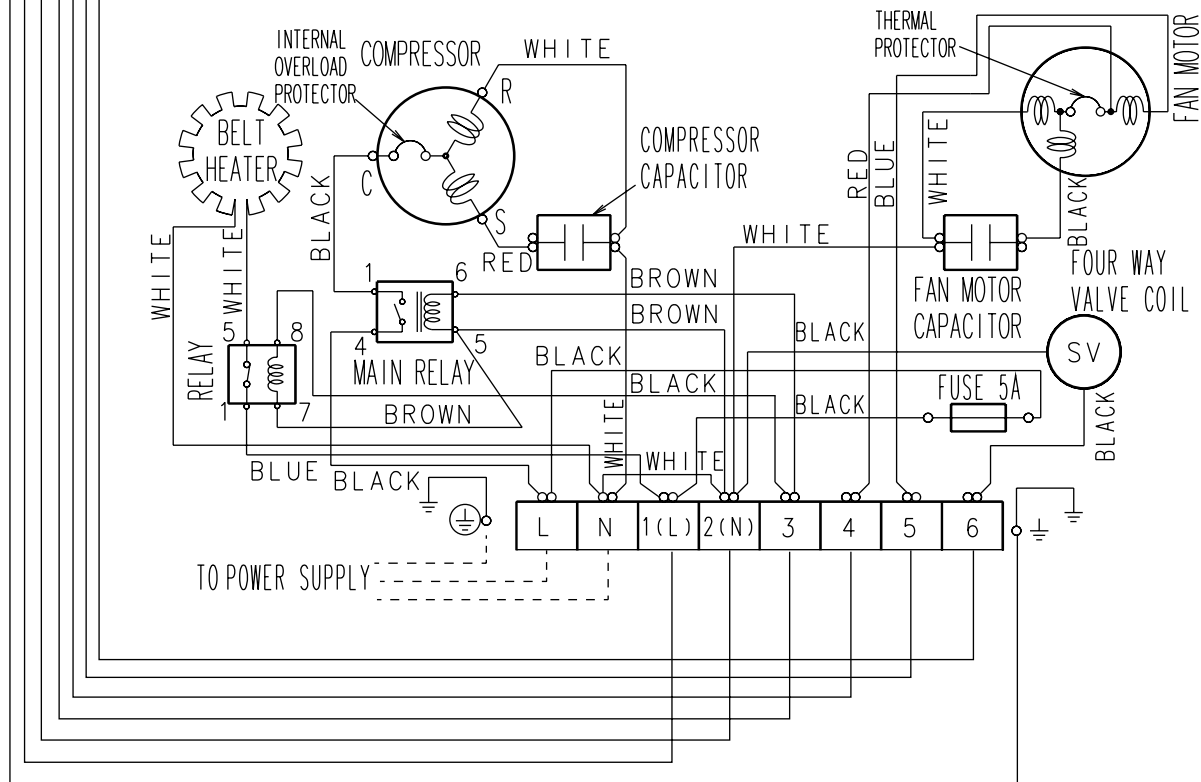 THERMAL
PROTECTOR
FAN MOTOR
INTERNAL
OVERLOAD
PROTECTOR
COMPRESSOR
WHITE
R
BELT
HEATER
C
S
COMPRESSOR
CAPACITOR
RED
BLUE
WHITE
BLACK
BLACK
WHITE
WHITE
RED
WHITE
FAN MOTOR
CAPACITOR
FOUR WAY
VALVE COIL
SV
1
6
4
5
MAIN RELAY
BROWN
BROWN
BLACK
BLACK
BLACK
BLACK
FUSE 5A
BLACK
5
8
RELAY
1
7
BROWN
WHITE
WHITE
BLUE
BLACK
L
N
1(L)
2(N)
3
4
5
6
TO POWER SUPPLY